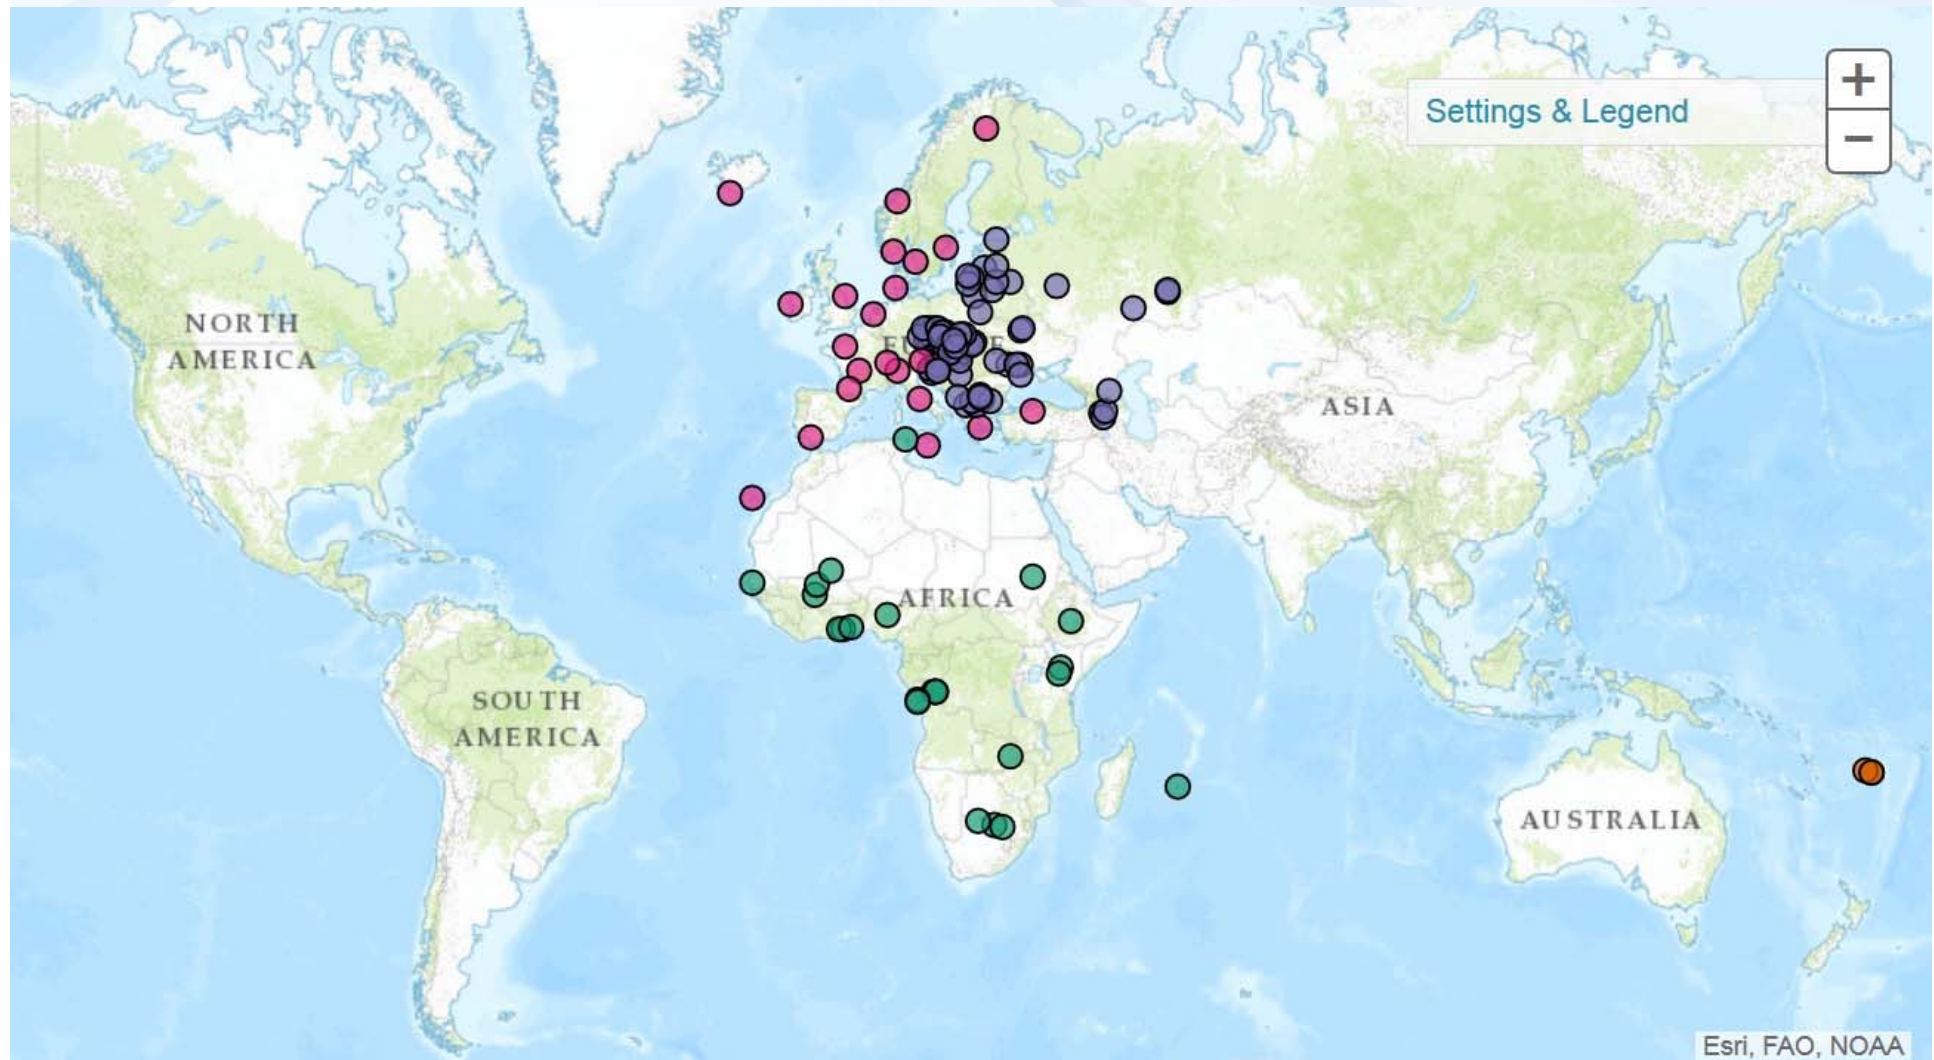 Settings & Legend
+
−
NORTH
AMERICA
ASIA
AFRICA
SOUTH
AMERICA
AUSTRALIA
Esri, FAO, NOAA